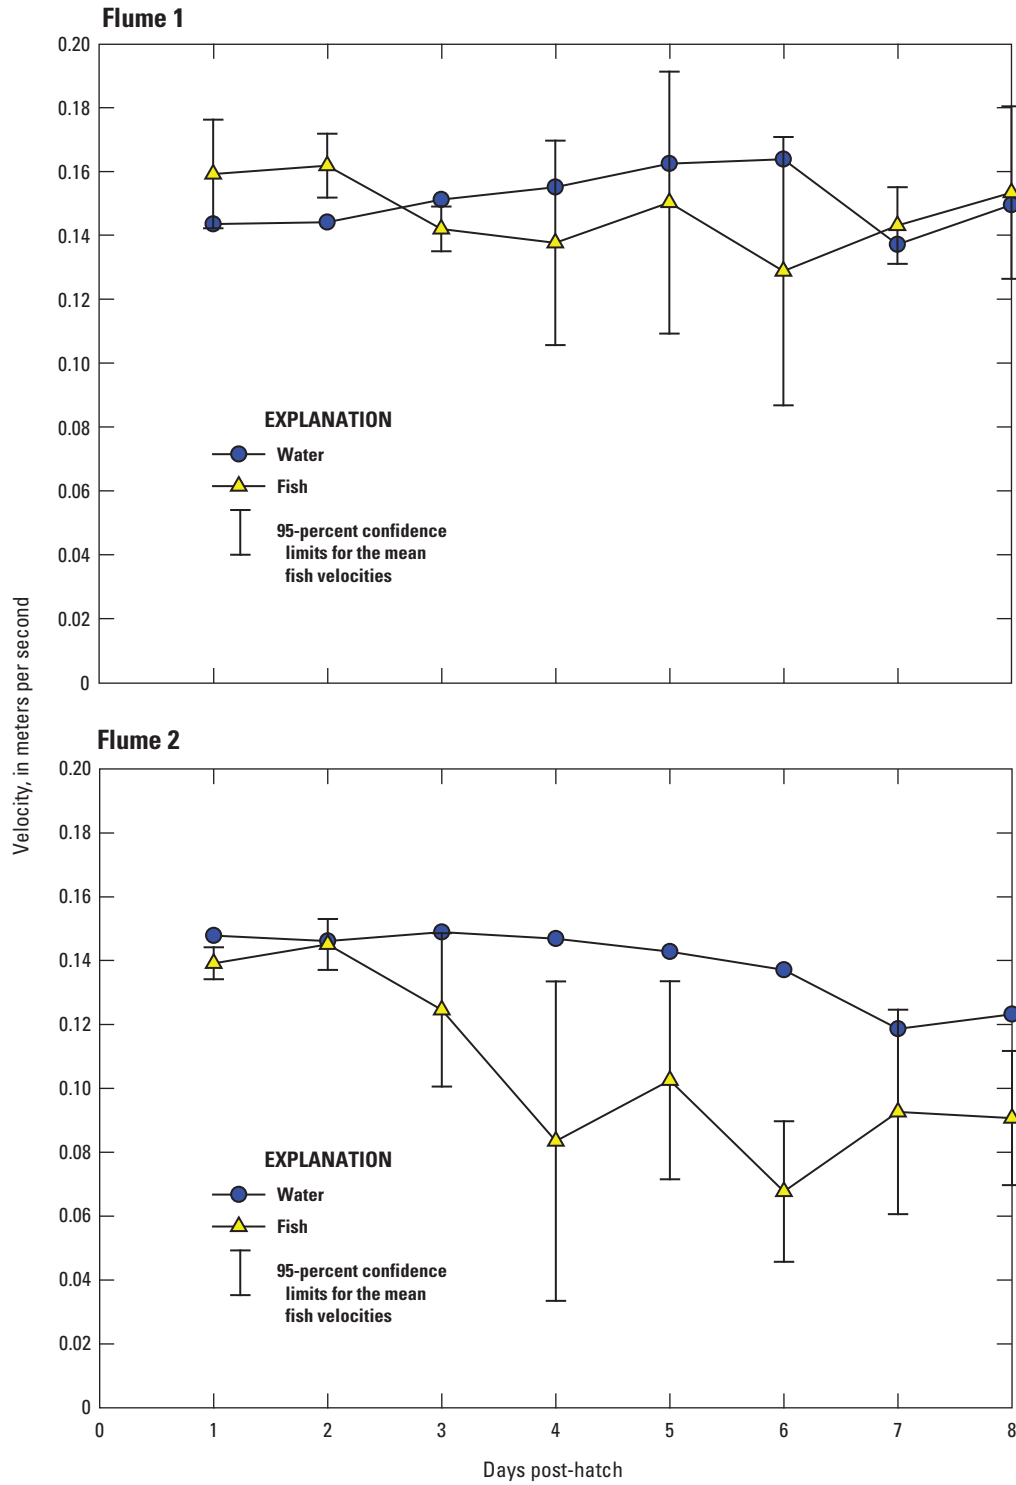 Flume 1
0.20
0.18
0.16
0.14
0.12
0.10
0.08
0.06
0.04
0.02
0
EXPLANATION
Water
Fish
95-percent confidence
limits for the mean
fish velocities
Velocity, in meters per second
Flume 2
0.20
0.18
0.16
0.14
0.12
0.10
0.08
0.06
0.04
0.02
0
EXPLANATION
Water
Fish
95-percent confidence
limits for the mean
fish velocities
0 1 2 3 4 5 6 7 8
Days post-hatch